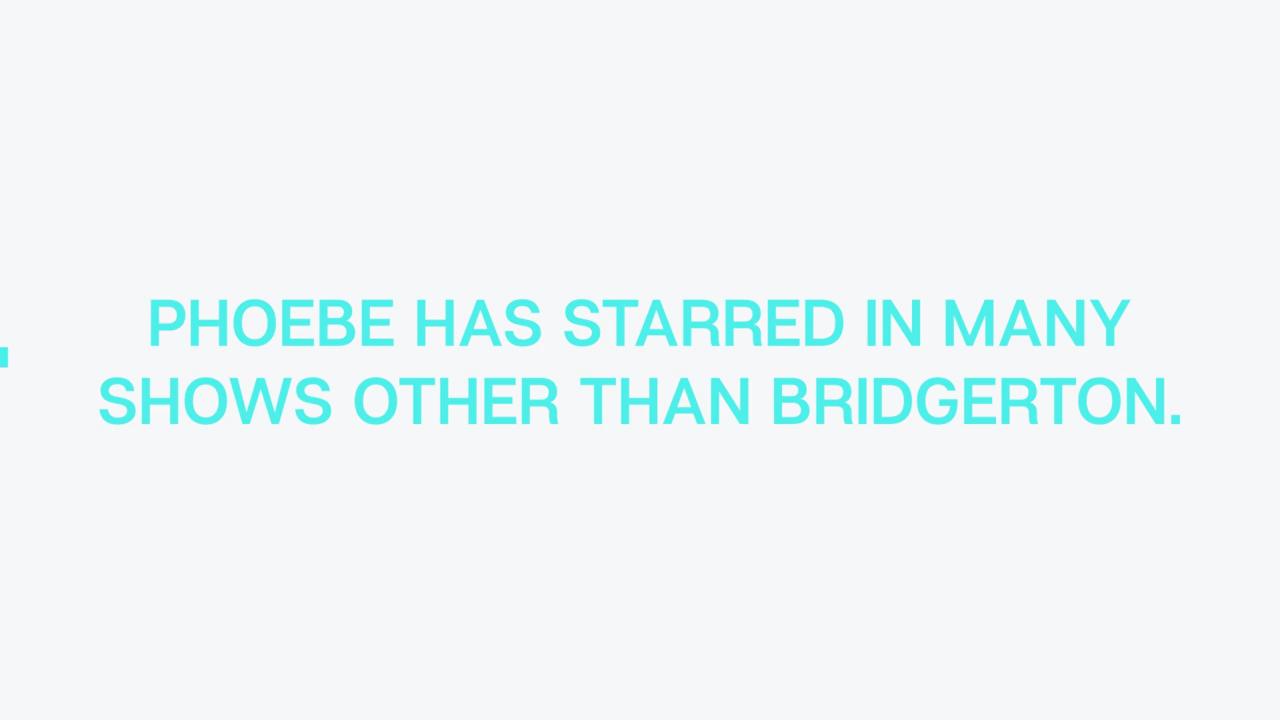 PHOEBE HAS STARRED IN MANY
SHOWS OTHER THAN BRIDGERTON.